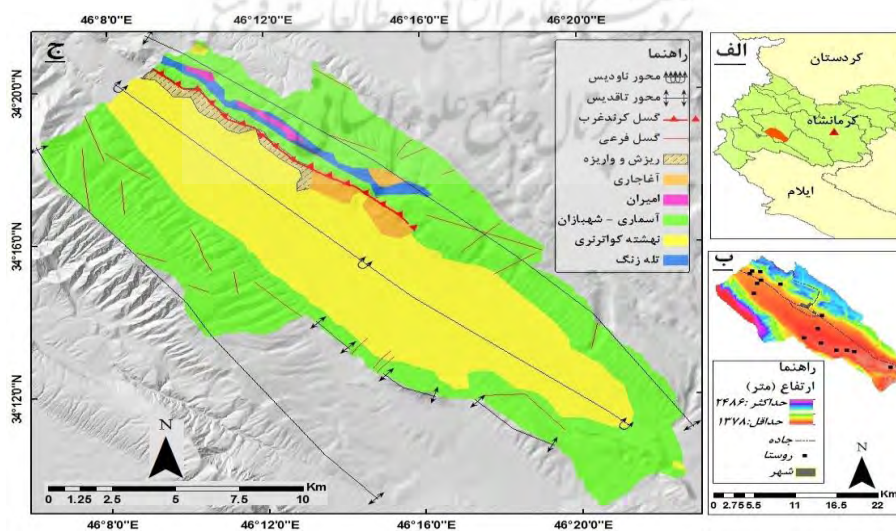 46°8'0"E
46°12'0"E
46°16'0"E
46°20'0"E
34°20'0"N
34°16'0"N
34°12'0"N
ج
راهنما
محور ناودیس
محور تاقدیس
گسل کرندغرب
گسل فرعی
ریزش و واریزه
آغاجاری
امیران
آسماری - شهبازان
نهشته کواترنری
تله زنگ
N
Km
0 1.25 2.5 5 7.5 10
46°8'0"E
46°12'0"E
46°16'0"E
46°20'0"E
الف
کردستان
کرمانشاه
ایلام
ب
راهنما
ارتفاع (متر)
حداکثر :۲۴۸۶
حداقل:۱۳۷۸
جاده
روستا
شهر
N
Km
0 2.75 5.5 11 16.5 22